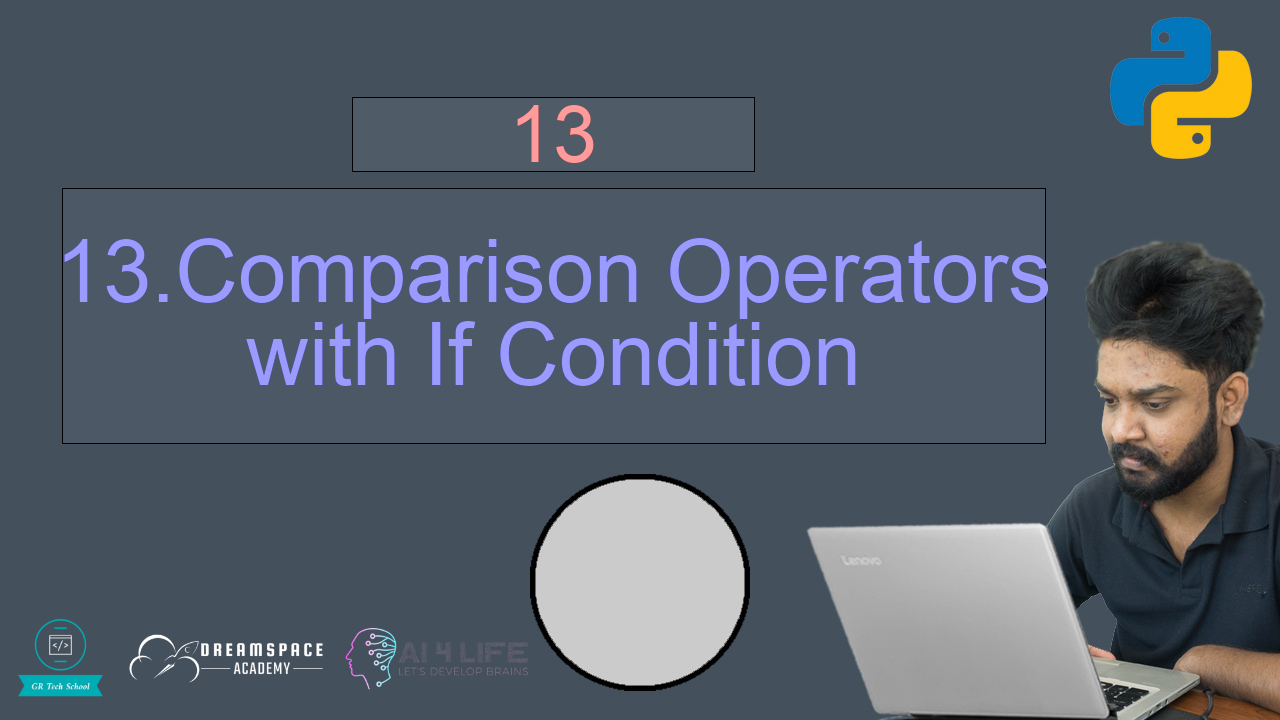 13
13.Comparison Operators
with If Condition
Lenovo
GR Tech School
DREAMSPACE
ACADEMY
AI 4 LIFE
LET'S DEVELOP BRAINS